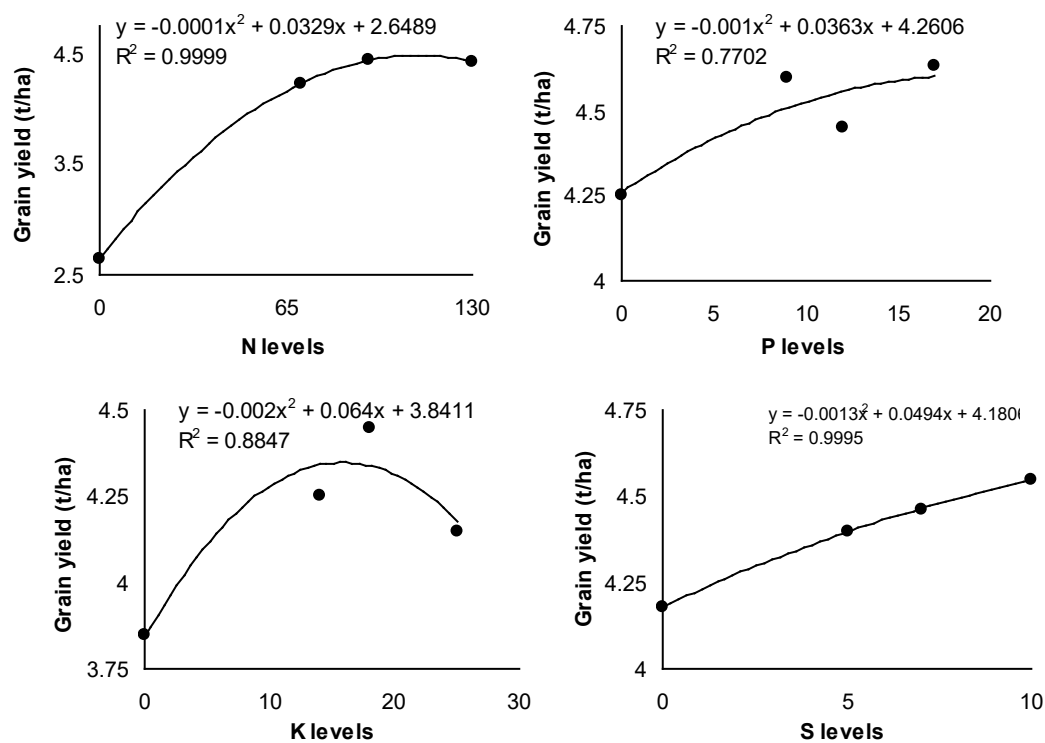 y = -0.0001x² + 0.0329x + 2.6489
R² = 0.9999
4.5
3.5
2.5
Grain yield (t/ha)
0 65 130
N levels
y = -0.001x² + 0.0363x + 4.2606
R² = 0.7702
4.75
4.5
4.25
4
Grain yield (t/ha)
0 5 10 15 20
P levels
y = -0.002x² + 0.064x + 3.8411
R² = 0.8847
4.5
4.25
4
3.75
Grain yield (t/ha)
0 10 20 30
K levels
y = -0.0013x² + 0.0494x + 4.180
R² = 0.9995
4.75
4.5
4.25
4
Grain yield (t/ha)
0 5 10
S levels